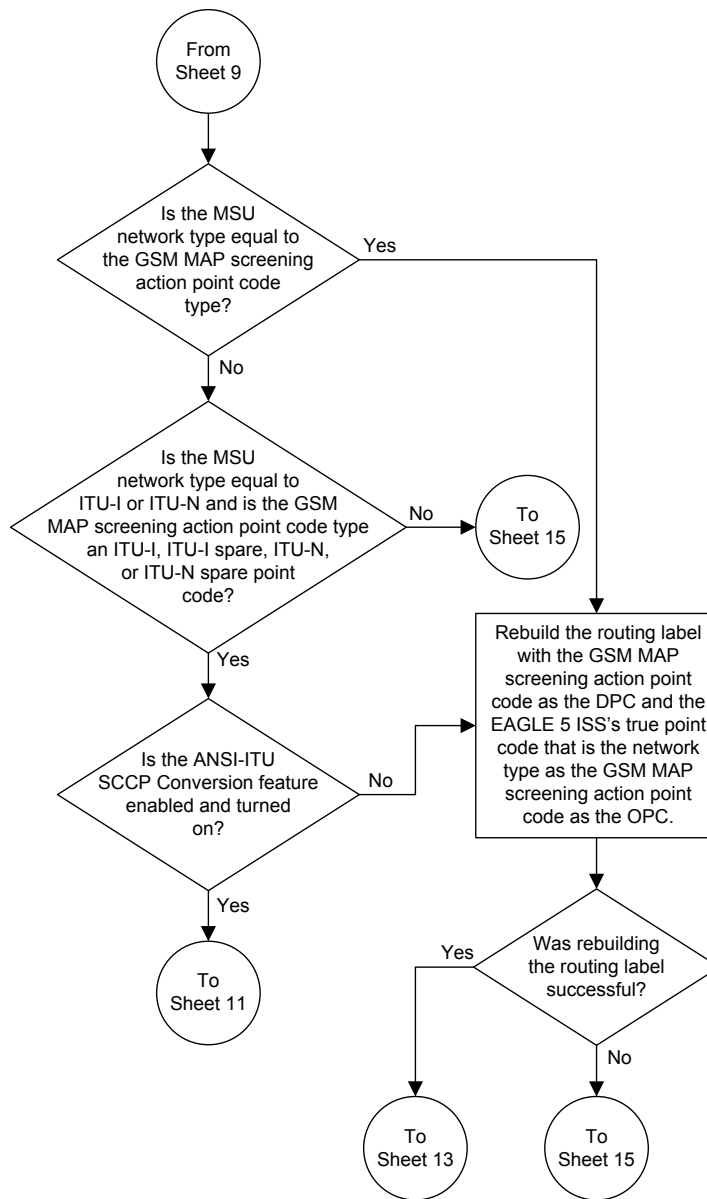 From
Sheet 9
Is the MSU
network type equal to
the GSM MAP screening
action point code
type?
Yes
No
Is the MSU
network type equal to
ITU-I or ITU-N and is the GSM
MAP screening action point code type
an ITU-I, ITU-I spare, ITU-N,
or ITU-N spare point
code?
No
To
Sheet 15
Yes
Rebuild the routing label
with the GSM MAP
screening action point
code as the DPC and the
EAGLE 5 ISS's true point
code that is the network
type as the GSM MAP
screening action point
code as the OPC.
Is the ANSI-ITU
SCCP Conversion feature
enabled and turned
on?
No
Yes
To
Sheet 11
Was rebuilding
the routing label
successful?
Yes
No
To
Sheet 13
To
Sheet 15